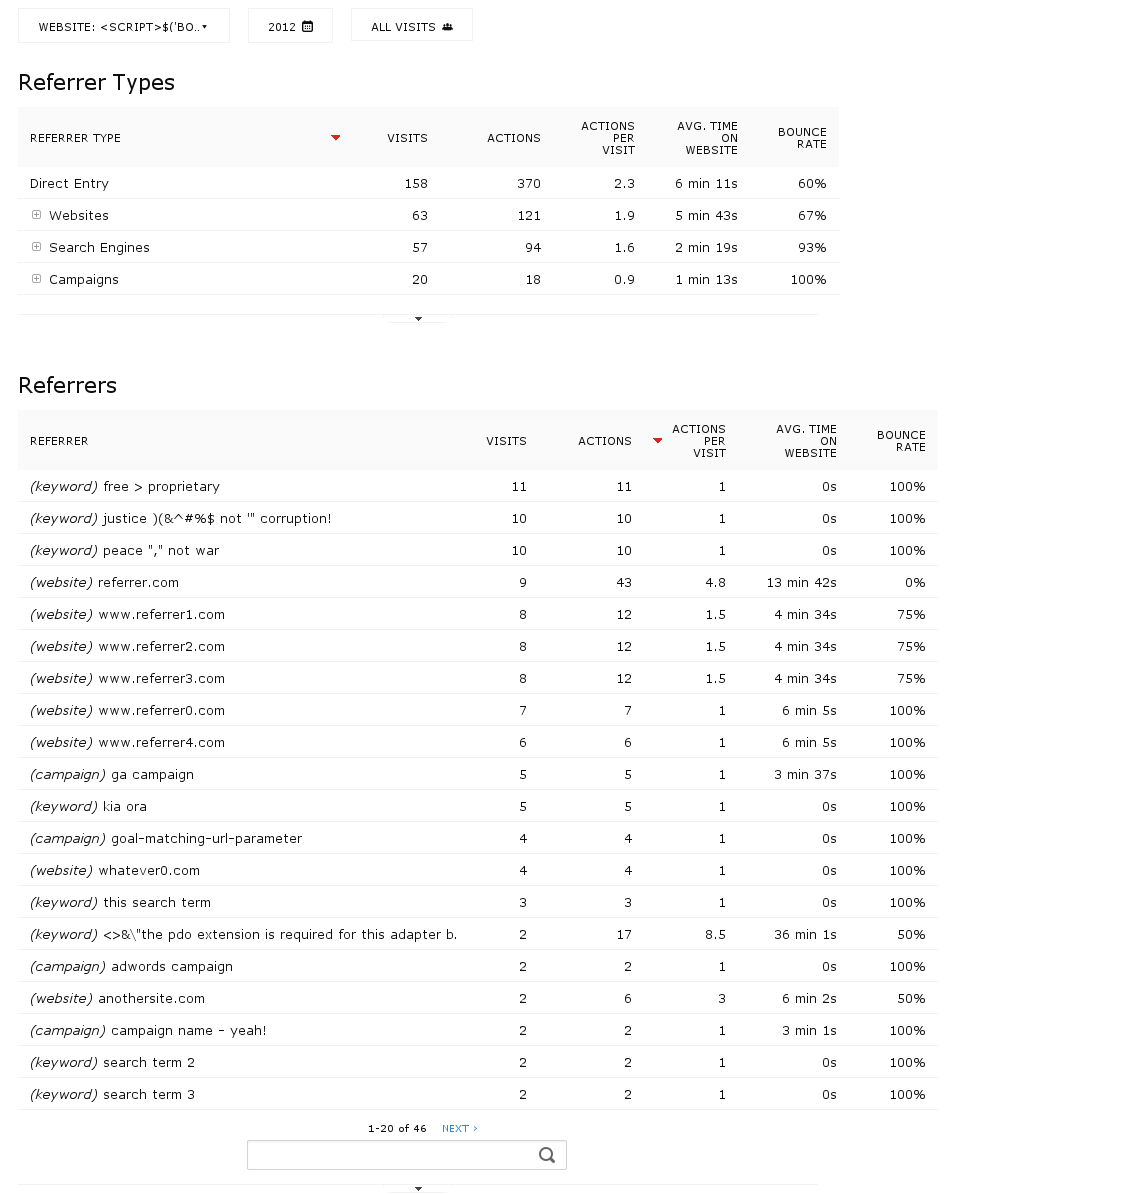 WEBSITE: <SCRIPT>$('BO.. 2012 ALL VISITS
Referrer Types
REFERRER TYPE VISITS ACTIONS ACTIONS PER VISIT AVG. TIME ON WEBSITE BOUNCE RATE
Direct Entry 158 370 2.3 6 min 11s 60%
Websites 63 121 1.9 5 min 43s 67%
Search Engines 57 94 1.6 2 min 19s 93%
Campaigns 20 18 0.9 1 min 13s 100%
Referrers
REFERRER VISITS ACTIONS ACTIONS PER VISIT AVG. TIME ON WEBSITE BOUNCE RATE
(keyword) free > proprietary 11 11 1 0s 100%
(keyword) justice )(&^#%$ not '" corruption! 10 10 1 0s 100%
(keyword) peace "," not war 10 10 1 0s 100%
(website) referrer.com 9 43 4.8 13 min 42s 0%
(website) www.referrer1.com 8 12 1.5 4 min 34s 75%
(website) www.referrer2.com 8 12 1.5 4 min 34s 75%
(website) www.referrer3.com 8 12 1.5 4 min 34s 75%
(website) www.referrer0.com 7 7 1 6 min 5s 100%
(website) www.referrer4.com 6 6 1 6 min 5s 100%
(campaign) ga campaign 5 5 1 3 min 37s 100%
(keyword) kia ora 5 5 1 0s 100%
(campaign) goal-matching-url-parameter 4 4 1 0s 100%
(website) whatever0.com 4 4 1 0s 100%
(keyword) this search term 3 3 1 0s 100%
(keyword) <>&\"the pdo extension is required for this adapter b. 2 17 8.5 36 min 1s 50%
(campaign) adwords campaign 2 2 1 0s 100%
(website) anothersite.com 2 6 3 6 min 2s 50%
(campaign) campaign name - yeah! 2 2 1 3 min 1s 100%
(keyword) search term 2 2 2 1 0s 100%
(keyword) search term 3 2 2 1 0s 100%
1-20 of 46 NEXT ›